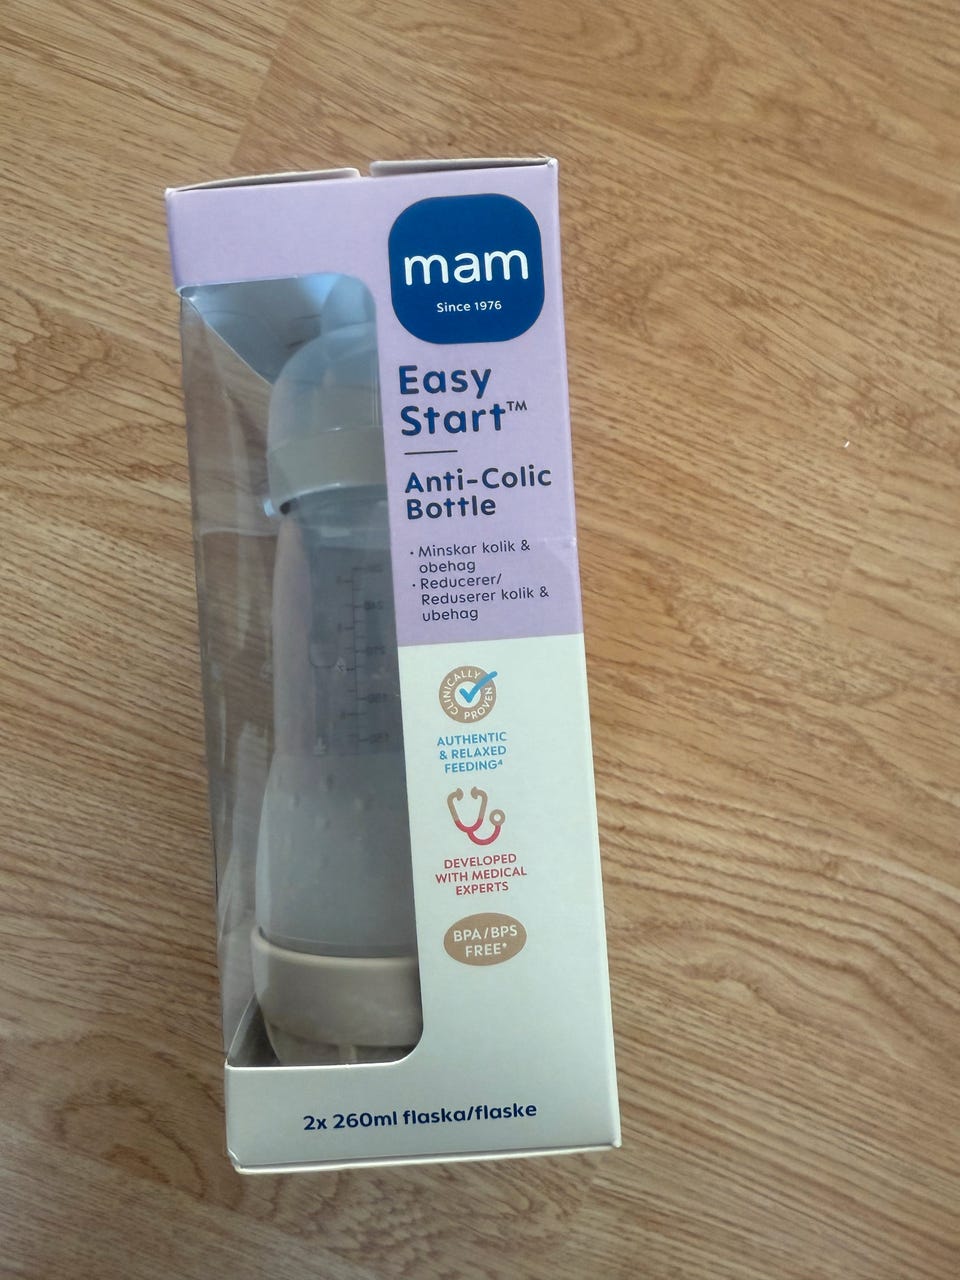 mam
Since 1976
Easy
Start™
Anti-Colic
Bottle
· Minskar kolik &
obehag
· Reducerer/
Reduserer kolik &
ubehag
CLINICALLY
PROVEN
AUTHENTIC
& RELAXED
FEEDING⁴
DEVELOPED
WITH MEDICAL
EXPERTS
BPA/BPS
FREE*
2x 260ml flaska/flaske